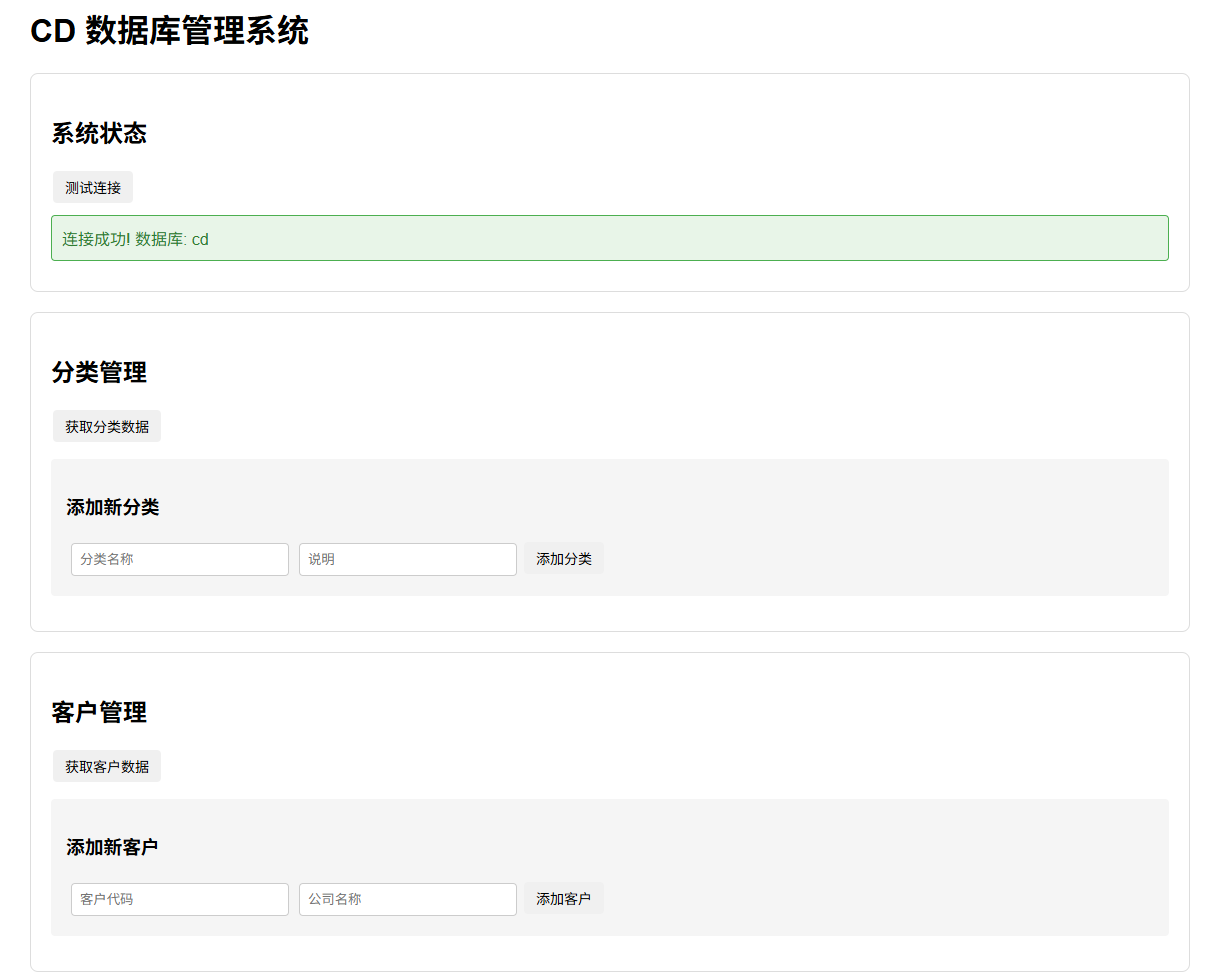 CD 数据库管理系统
系统状态
测试连接
连接成功! 数据库: cd
分类管理
获取分类数据
添加新分类
分类名称 说明 添加分类
客户管理
获取客户数据
添加新客户
客户代码 公司名称 添加客户